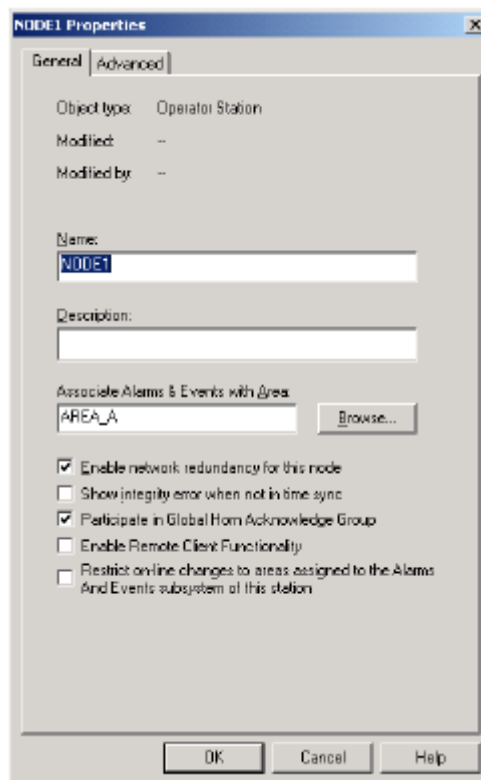 NODE1 Properties
General Advanced
Object type: Operator Station
Modified: --
Modified by: --
Name:
NODE1
Description:
Associate Alarms & Events with Area:
AREA_A Browse...
Enable network redundancy for this node
Show integrity error when not in time sync
Participate in Global Horn Acknowledge Group
Enable Remote Client Functionality
Restrict on-line changes to areas assigned to the Alarms
And Events subsystem of this station
OK Cancel Help